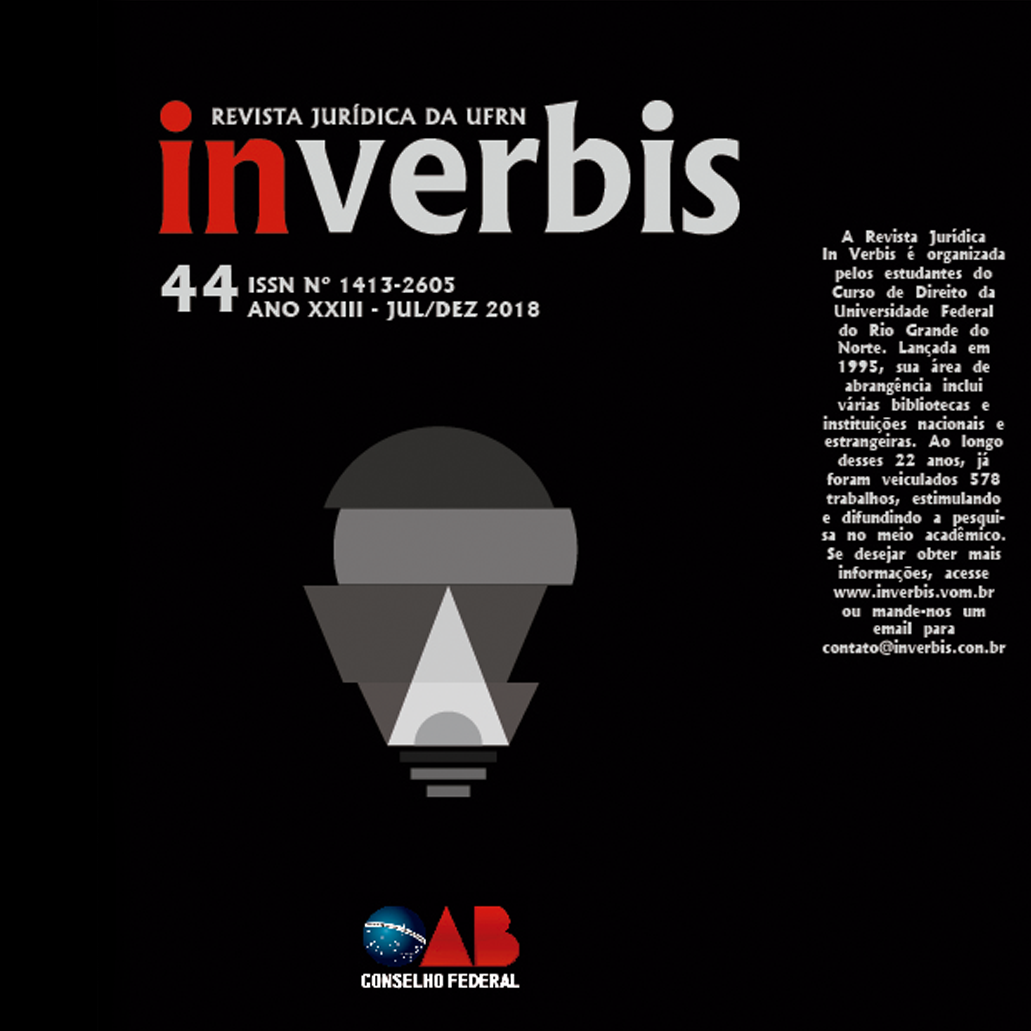 REVISTA JURÍDICA DA UFRN
inverbis
44 ISSN Nº 1413-2605
ANO XXIII - JUL/DEZ 2018
A Revista Jurídica
In Verbis é organizada
pelos estudantes do
Curso de Direito da
Universidade Federal
do Rio Grande do
Norte. Lançada em
1995, sua área de
abrangência inclui
várias bibliotecas e
instituições nacionais e
estrangeiras. Ao longo
desses 22 anos, já
foram veiculados 578
trabalhos, estimulando
e difundindo a pesqui-
sa no meio acadêmico.
Se desejar obter mais
informações, acesse
www.inverbis.vom.br
ou mande-nos um
email para
contato@inverbis.con.br
OAB
CONSELHO FEDERAL